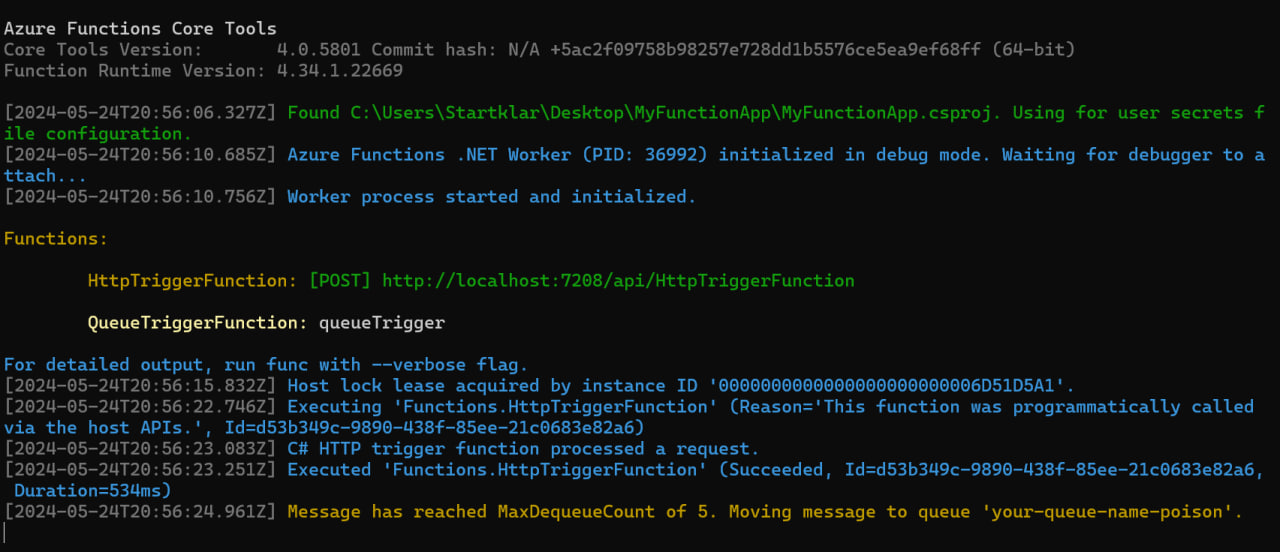 Azure Functions Core Tools
Core Tools Version:       4.0.5801 Commit hash: N/A +5ac2f09758b98257e728dd1b5576ce5ea9ef68ff (64-bit)
Function Runtime Version: 4.34.1.22669
[2024-05-24T20:56:06.327Z] Found C:\Users\Startklar\Desktop\MyFunctionApp\MyFunctionApp.csproj. Using for user secrets f
ile configuration.
[2024-05-24T20:56:10.685Z] Azure Functions .NET Worker (PID: 36992) initialized in debug mode. Waiting for debugger to a
ttach...
[2024-05-24T20:56:10.756Z] Worker process started and initialized.
Functions:
HttpTriggerFunction: [POST] http://localhost:7208/api/HttpTriggerFunction
QueueTriggerFunction: queueTrigger
For detailed output, run func with --verbose flag.
[2024-05-24T20:56:15.832Z] Host lock lease acquired by instance ID '0000000000000000000000006D51D5A1'.
[2024-05-24T20:56:22.746Z] Executing 'Functions.HttpTriggerFunction' (Reason='This function was programmatically called
via the host APIs.', Id=d53b349c-9890-438f-85ee-21c0683e82a6)
[2024-05-24T20:56:23.083Z] C# HTTP trigger function processed a request.
[2024-05-24T20:56:23.251Z] Executed 'Functions.HttpTriggerFunction' (Succeeded, Id=d53b349c-9890-438f-85ee-21c0683e82a6,
Duration=534ms)
[2024-05-24T20:56:24.961Z] Message has reached MaxDequeueCount of 5. Moving message to queue 'your-queue-name-poison'.